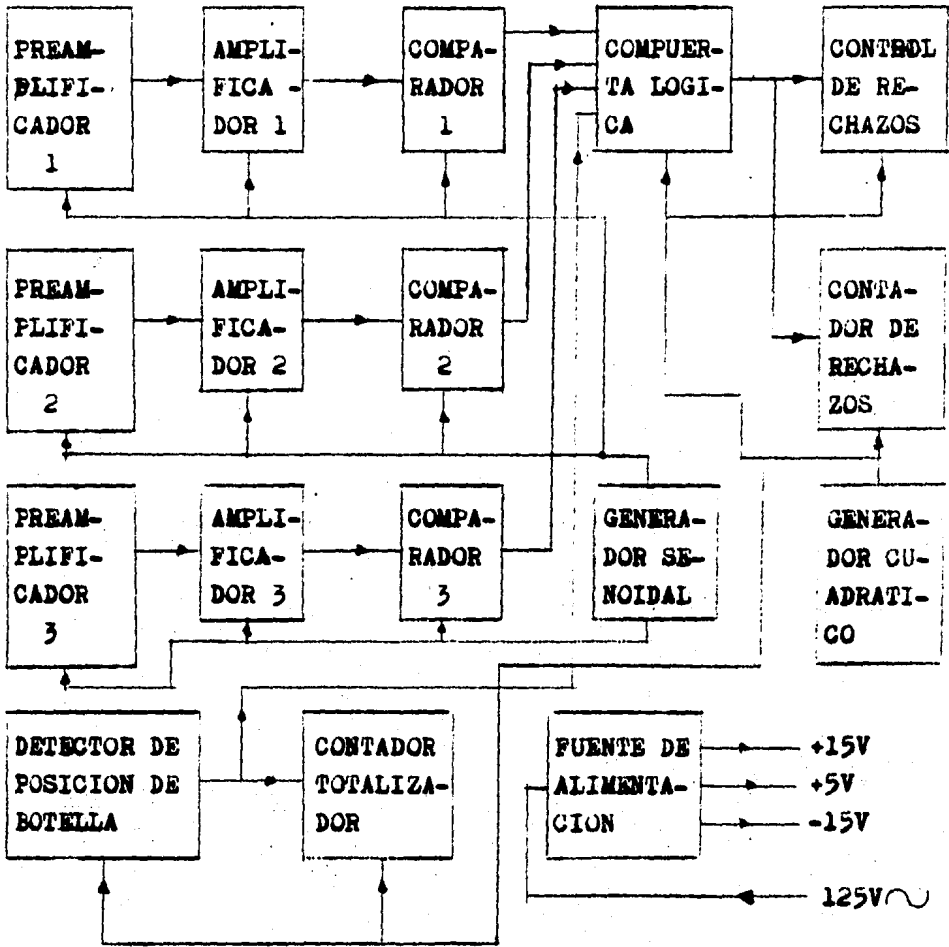 PREAM-
PLIFI-
CADOR
1
AMPLI-
FICA -
DOR 1
COMPA-
RADOR
1
COMPUER-
TA LOGI-
CA
CONTROL
DE RE-
CHAZOS
PREAM-
PLIFI-
CADOR
2
AMPLI-
FICA-
DOR 2
COMPA-
RADOR
2
CONTA-
DOR DE
RECHA-
ZOS
PREAM-
PLIFI-
CADOR
3
AMPLI-
FICA-
DOR 3
COMPA-
RADOR
3
GENERA-
DOR SE-
NOIDAL
GENERA-
DOR CU-
ADRATI-
CO
DETECTOR DE
POSICION DE
BOTELLA
CONTADOR
TOTALIZA-
DOR
FUENTE DE
ALIMENTA-
CION
+15V
+5V
-15V
125V∿